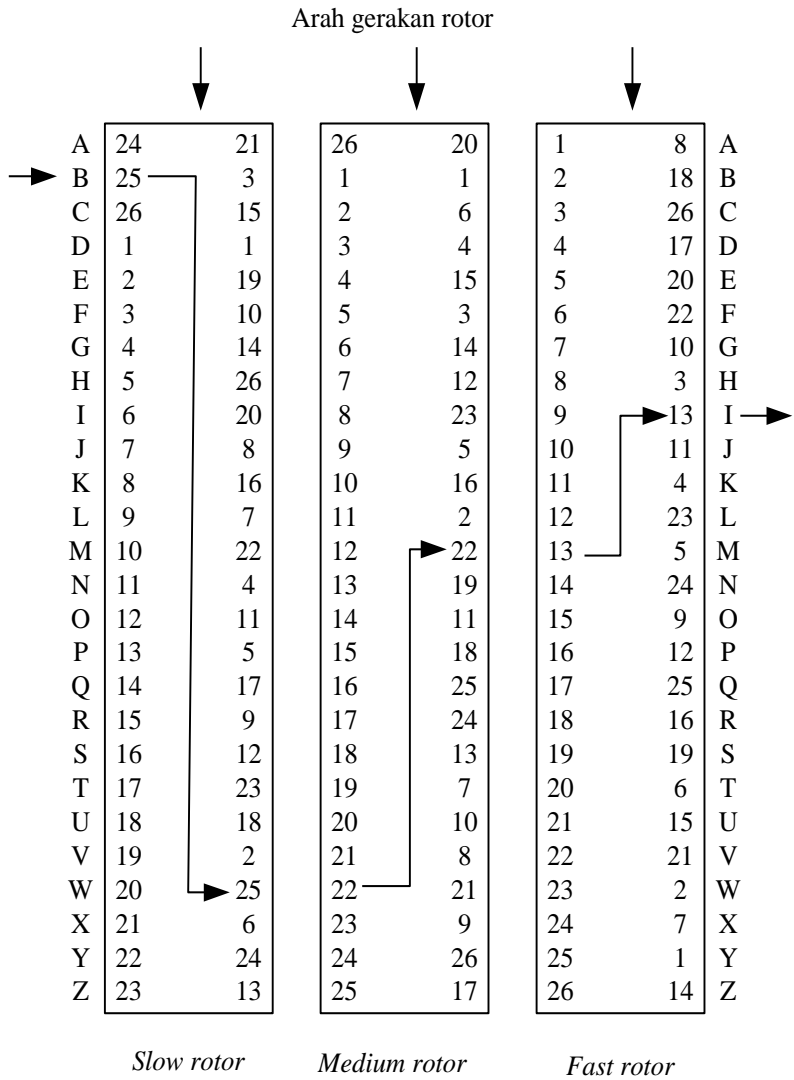 Arah gerakan rotor
A 24 21 26 20 1 8 A
B 25 3 1 1 2 18 B
C 26 15 2 6 3 26 C
D 1 1 3 4 4 17 D
E 2 19 4 15 5 20 E
F 3 10 5 3 6 22 F
G 4 14 6 14 7 10 G
H 5 26 7 12 8 3 H
I 6 20 8 23 9 13 I
J 7 8 9 5 10 11 J
K 8 16 10 16 11 4 K
L 9 7 11 2 12 23 L
M 10 22 12 22 13 5 M
N 11 4 13 19 14 24 N
O 12 11 14 11 15 9 O
P 13 5 15 18 16 12 P
Q 14 17 16 25 17 25 Q
R 15 9 17 24 18 16 R
S 16 12 18 13 19 19 S
T 17 23 19 7 20 6 T
U 18 18 20 10 21 15 U
V 19 2 21 8 22 21 V
W 20 25 22 21 23 2 W
X 21 6 23 9 24 7 X
Y 22 24 24 26 25 1 Y
Z 23 13 25 17 26 14 Z
Slow rotor Medium rotor Fast rotor